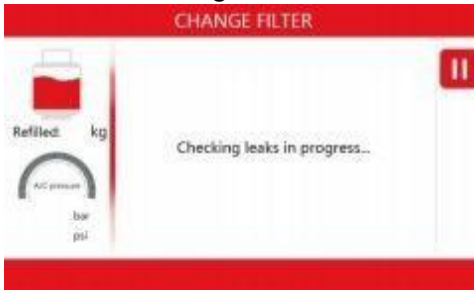 CHANGE FILTER
Refilled: kg
Checking leaks in progress...
A/C pressure
bar
psi